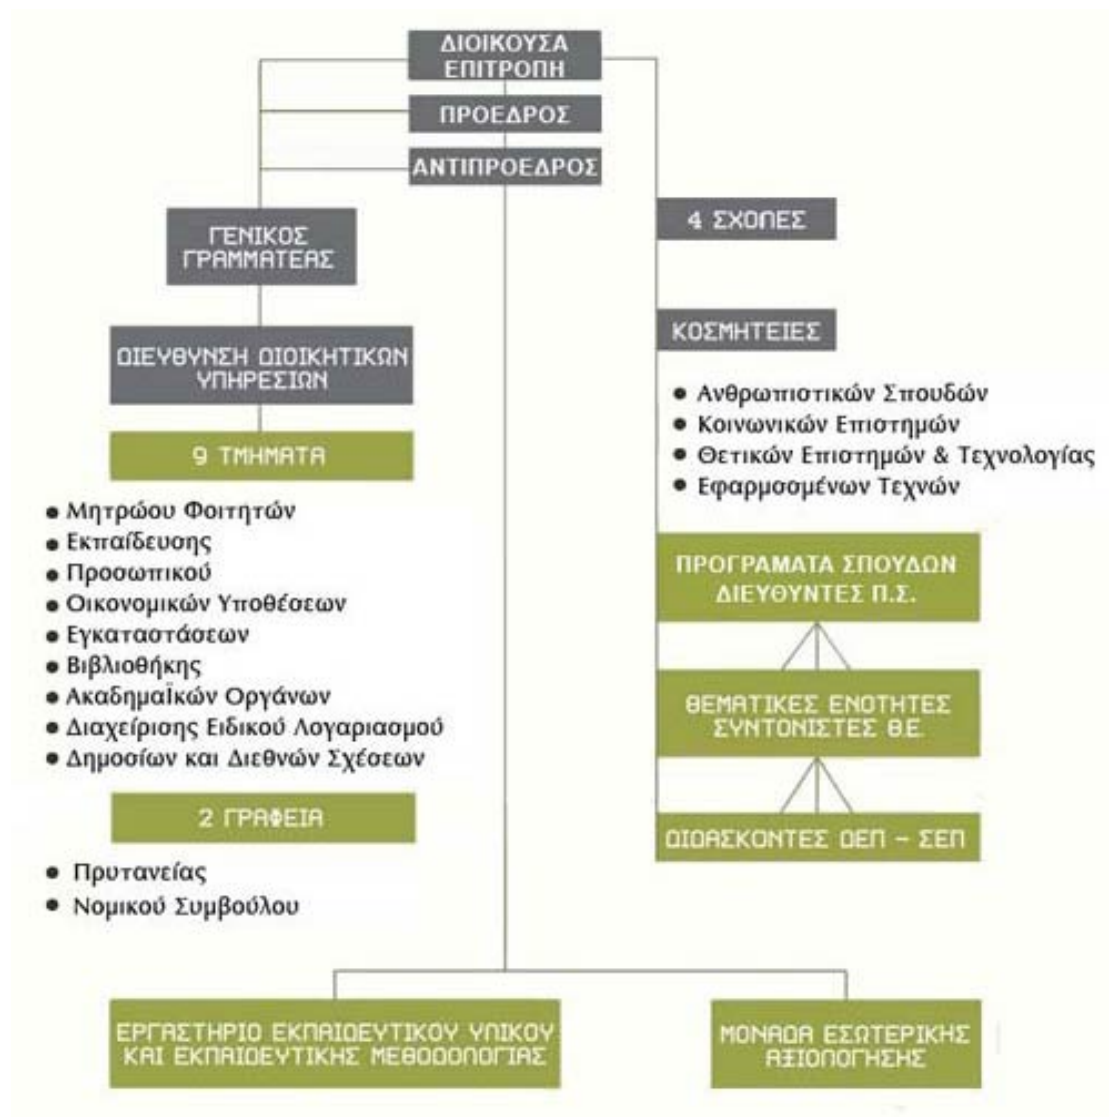 ΔΙΟΙΚΟΥΣΑ
ΕΠΙΤΡΟΠΗ
ΠΡΟΕΔΡΟΣ
ΑΝΤΙΠΡΟΕΔΡΟΣ
ΓΕΝΙΚΟΣ
ΓΡΑΜΜΑΤΕΑΣ
ΔΙΕΥΘΥΝΣΗ ΔΙΟΙΚΗΤΙΚΩΝ
ΥΠΗΡΕΣΙΩΝ
9 ΤΜΗΜΑΤΑ
• Μητρώου Φοιτητών
• Εκπαίδευσης
• Προσωπικού
• Οικονομικών Υποθέσεων
• Εγκαταστάσεων
• Βιβλιοθήκης
• Ακαδημαϊκών Οργάνων
• Διαχείρισης Ειδικού Λογαριασμού
• Δημοσίων και Διεθνών Σχέσεων
2 ΓΡΑΦΕΙΑ
• Πρυτανείας
• Νομικού Συμβούλου
4 ΣΧΟΛΕΣ
ΚΟΣΜΗΤΕΙΕΣ
• Ανθρωπιστικών Σπουδών
• Κοινωνικών Επιστημών
• Θετικών Επιστημών & Τεχνολογίας
• Εφαρμοσμένων Τεχνών
ΠΡΟΓΡΑΜΑΤΑ ΣΠΟΥΔΩΝ
ΔΙΕΥΘΥΝΤΕΣ Π.Σ.
ΘΕΜΑΤΙΚΕΣ ΕΝΟΤΗΤΕΣ
ΣΥΝΤΟΝΙΣΤΕΣ Θ.Ε.
ΔΙΔΑΣΚΟΝΤΕΣ ΔΕΠ – ΣΕΠ
ΕΡΓΑΣΤΗΡΙΟ ΕΚΠΑΙΔΕΥΤΙΚΟΥ ΥΛΙΚΟΥ
ΚΑΙ ΕΚΠΑΙΔΕΥΤΙΚΗΣ ΜΕΘΟΔΟΛΟΓΙΑΣ
ΜΟΝΑΔΑ ΕΣΩΤΕΡΙΚΗΣ
ΑΞΙΟΛΟΓΗΣΗΣ